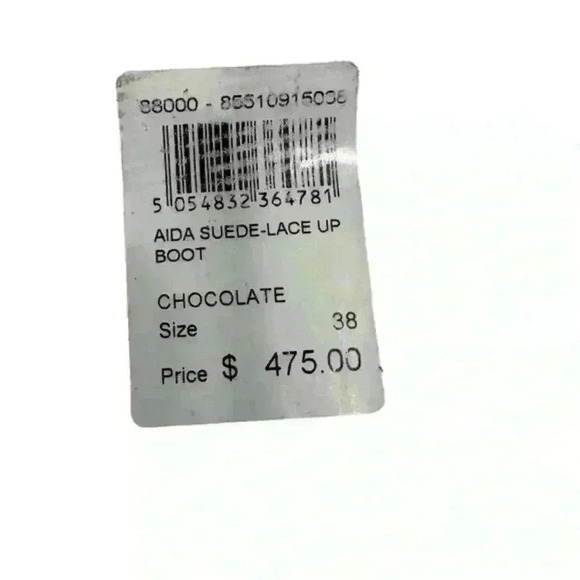 88000 - 85510915038
5 054832 364781
AIDA SUEDE-LACE UP
BOOT
CHOCOLATE
Size 38
Price $ 475.00